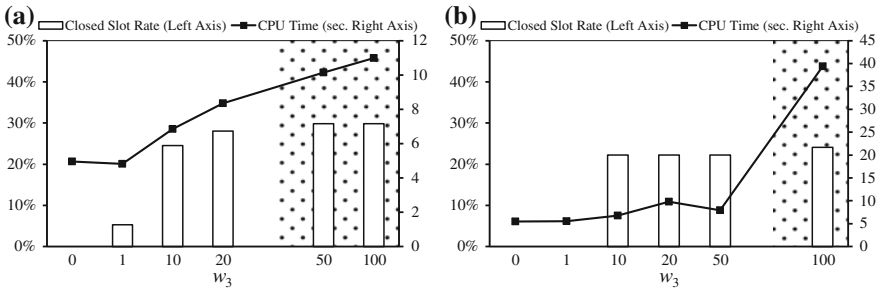 (a)
Closed Slot Rate (Left Axis) CPU Time (sec. Right Axis)
50% 12
40% 10
30% 8
20% 6
10% 4
0% 2
0
0 1 10 20 50 100
w3
(b)
Closed Slot Rate (Left Axis) CPU Time (sec. Right Axis)
50% 45
40% 40
30% 35
20% 30
10% 25
0% 20
15
10
5
0
0 1 10 20 50 100
w3